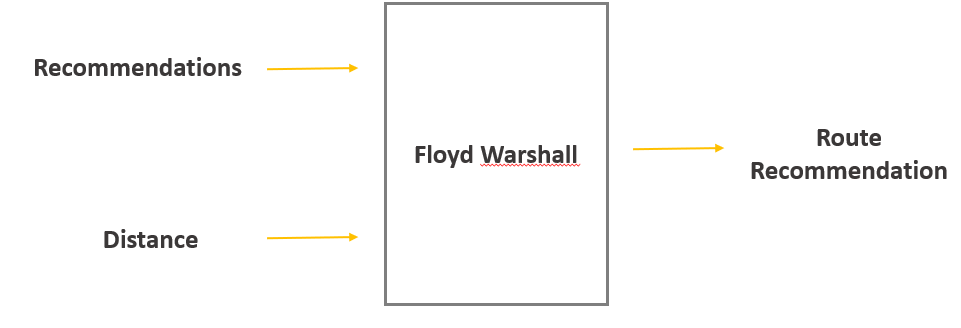 Recommendations
Distance
Floyd Warshall
Route
Recommendation